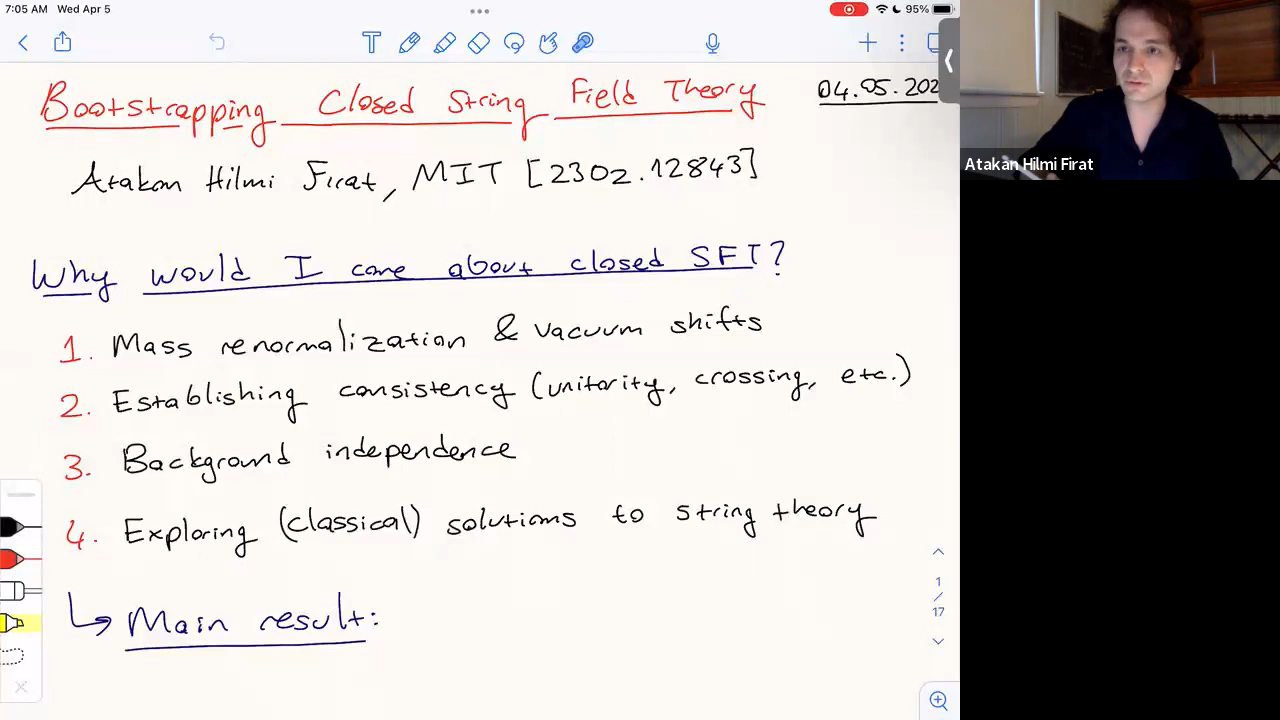 7:05 AM Wed Apr 5
95%
Bootstrapping Closed String Field Theory
04.05.202
Atakan Hilmi Firat, MIT [2302.12843]
Atakan Hilmi Firat
Why would I care about closed SFT?
1. Mass renormalization & vacuum shifts
2. Establishing consistency (unitarity, crossing, etc.)
3. Background independence
4. Exploring (classical) solutions to string theory
↳ Main result:
1
/
17